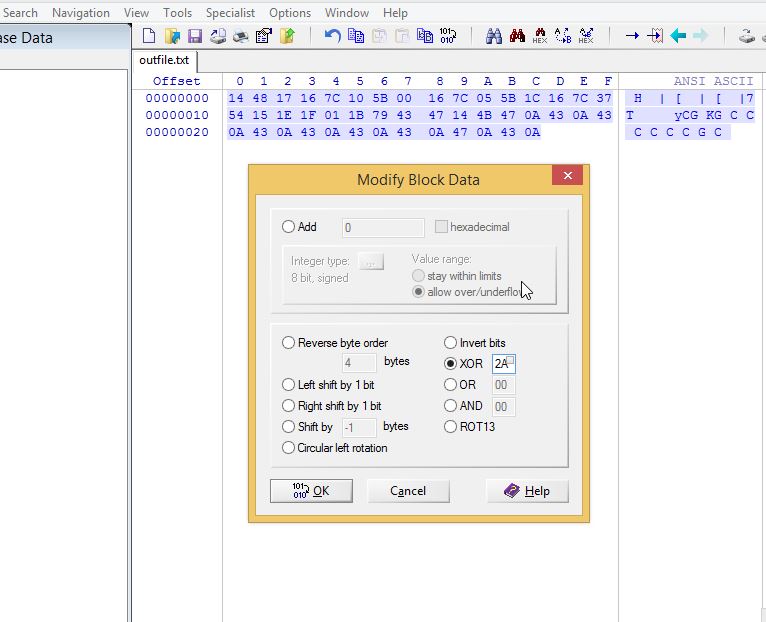 Search Navigation View Tools Specialist Options Window Help
ase Data
outfile.txt
Offset 0 1 2 3 4 5 6 7 8 9 A B C D E F ANSI ASCII
00000000 14 48 17 16 7C 10 5B 00 16 7C 05 5B 1C 16 7C 37 H | [ | [ |7
00000010 54 15 1E 1F 01 1B 79 43 47 14 4B 47 0A 43 0A 43 T yCG KG C C
00000020 0A 43 0A 43 0A 43 0A 43 0A 47 0A 43 0A C C C C G C
Modify Block Data
Add 0 hexadecimal
Integer type: ... Value range:
8 bit, signed stay within limits
allow over/underflo
Reverse byte order Invert bits
4 bytes XOR 2A
Left shift by 1 bit OR 00
Right shift by 1 bit AND 00
Shift by -1 bytes ROT13
Circular left rotation
OK Cancel Help